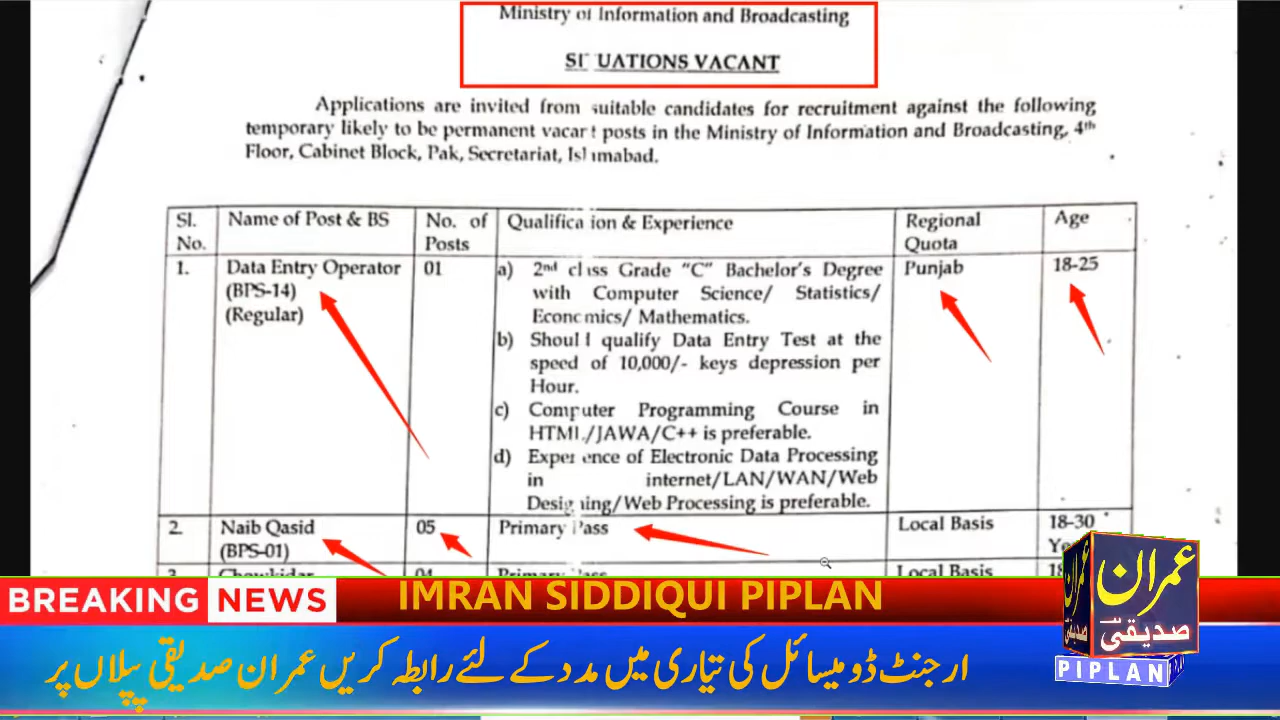 Ministry of Information and Broadcasting
SITUATIONS VACANT
Applications are invited from suitable candidates for recruitment against the following
temporary likely to be permanent vacant posts in the Ministry of Information and Broadcasting, 4th
Floor, Cabinet Block, Pak, Secretariat, Islamabad.
Sl. No. Name of Post & BS No. of Posts Qualification & Experience Regional Quota Age
1. Data Entry Operator (BPS-14) (Regular) 01
a) 2nd class Grade "C" Bachelor's Degree
with Computer Science/ Statistics/
Economics/ Mathematics.
b) Should qualify Data Entry Test at the
speed of 10,000/- keys depression per
Hour.
c) Computer Programming Course in
HTML/JAWA/C++ is preferable.
d) Experience of Electronic Data Processing
in internet/LAN/WAN/Web
Designing/Web Processing is preferable.
Punjab 18-25
2. Naib Qasid (BPS-01) 05 Primary Pass Local Basis 18-30
3. Chowkidar 04 Primary Pass Local Basis
BREAKING NEWS
IMRAN SIDDIQUI PIPLAN
ارجنٹ ڈومیسائل کی تیاری میں مدد کے لئے رابطہ کریں عمران صدیقی پپلاں پر
عمران
صدیقی
عمران
صدیقی
PIPLAN